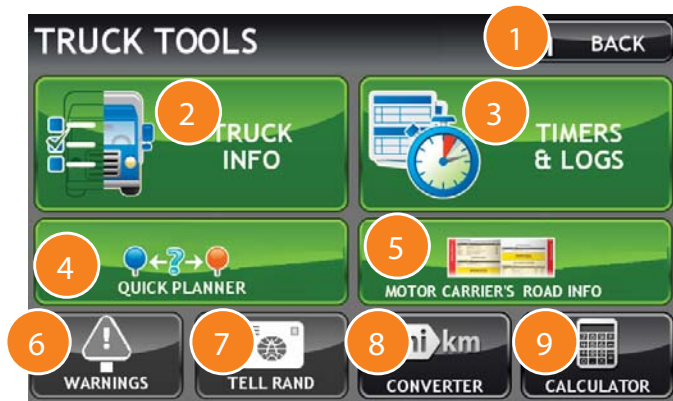 TRUCK TOOLS
1
BACK
2
TRUCK
INFO
3
TIMERS
& LOGS
4
QUICK PLANNER
5
MOTOR CARRIER'S ROAD INFO
6
WARNINGS
7
TELL RAND
8
mi km
CONVERTER
9
CALCULATOR